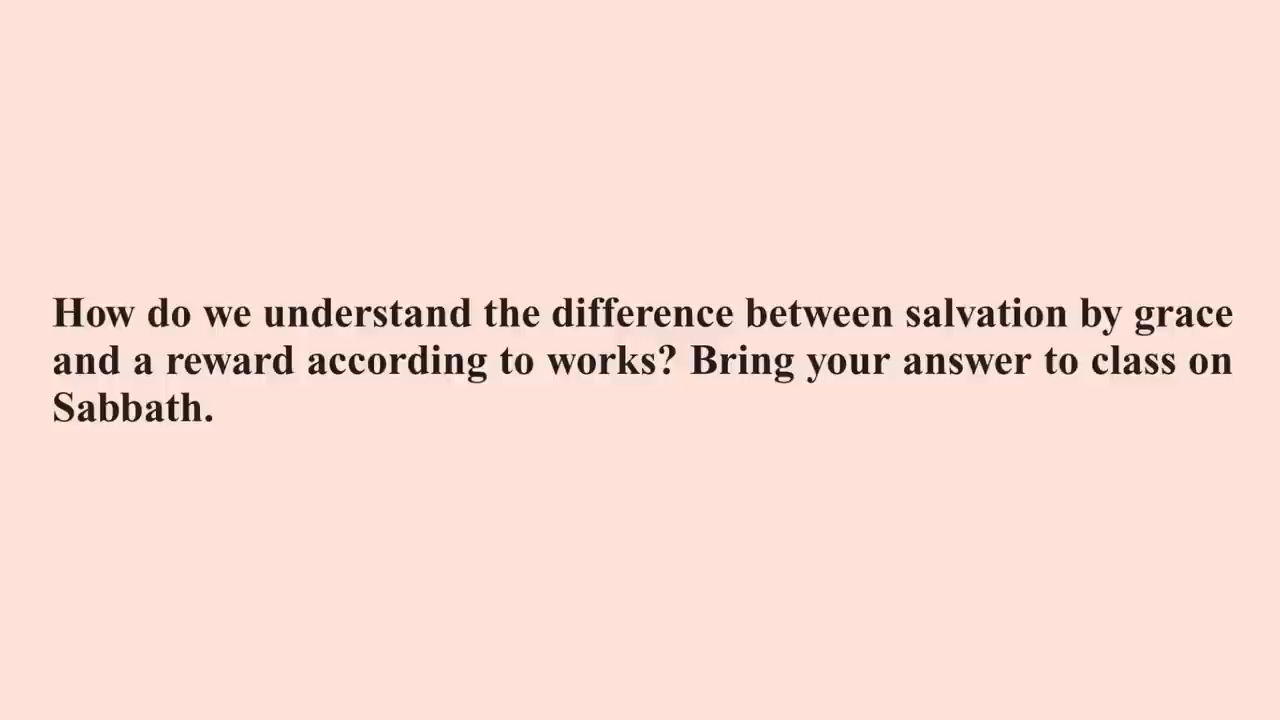 How do we understand the difference between salvation by grace
and a reward according to works? Bring your answer to class on
Sabbath.